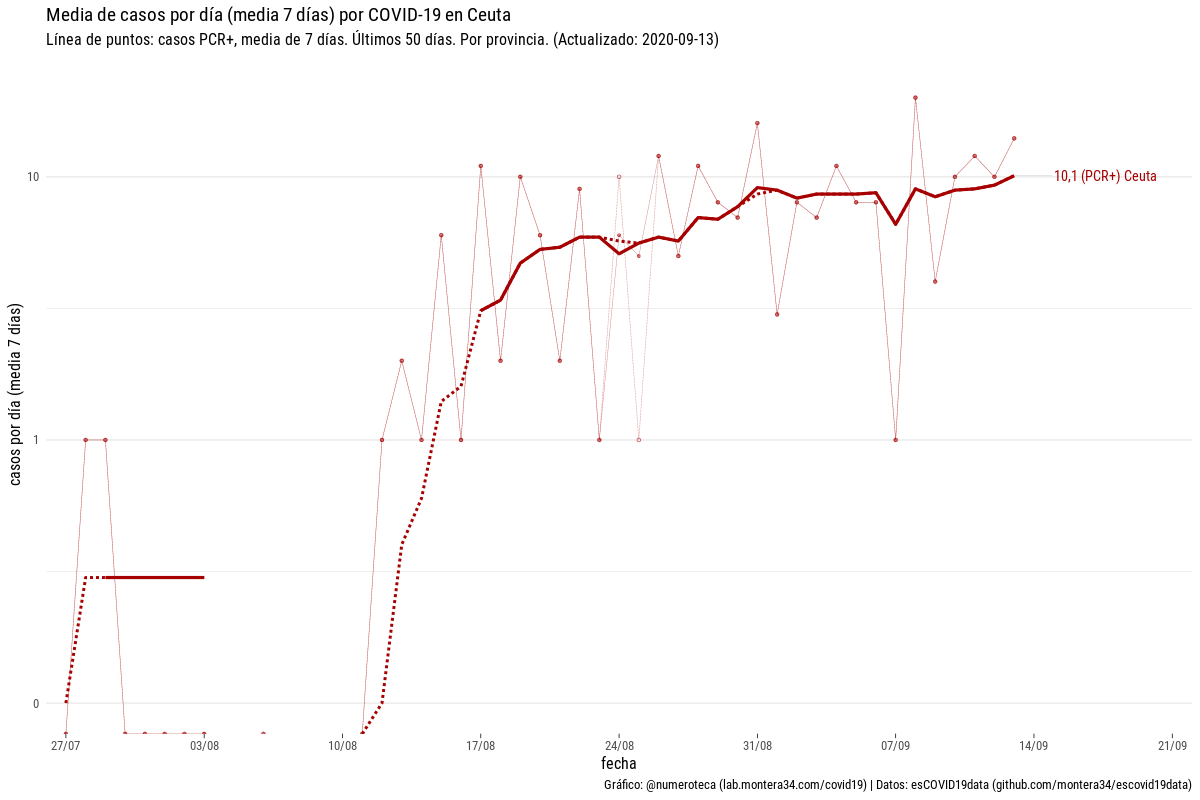 Media de casos por día (media 7 días) por COVID-19 en Ceuta
Línea de puntos: casos PCR+, media de 7 días. Últimos 50 días. Por provincia. (Actualizado: 2020-09-13)
casos por día (media 7 días)
10
1
0
10,1 (PCR+) Ceuta
27/07
03/08
10/08
17/08
24/08
31/08
07/09
14/09
21/09
fecha
Gráfico: @numeroteca (lab.montera34.com/covid19) | Datos: esCOVID19data (github.com/montera34/escovid19data)